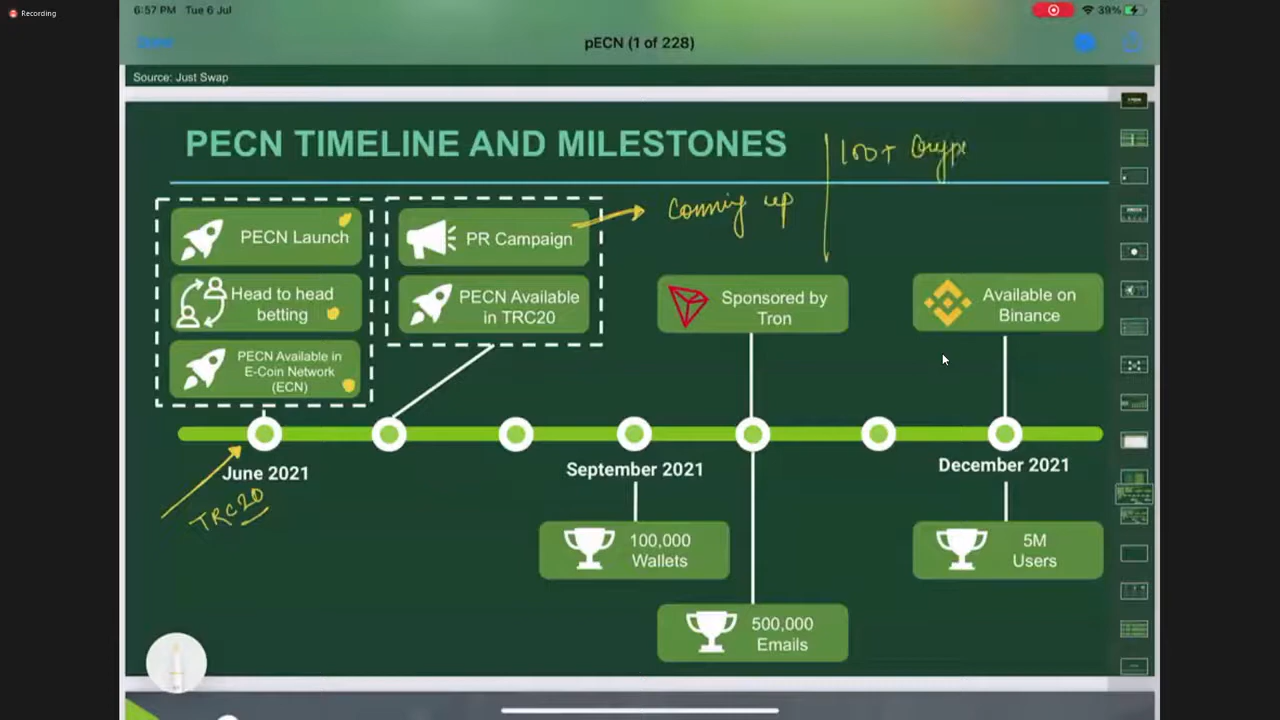 Recording
6:57 PM Tue 6 Jul
39%
Done
pECN (1 of 228)
Source: Just Swap
PECN TIMELINE AND MILESTONES
100+
Coming up
PECN Launch
Head to head
betting
PECN Available in
E-Coin Network
(ECN)
PR Campaign
PECN Available
in TRC20
Sponsored by
Tron
Available on
Binance
June 2021
September 2021
December 2021
TRC20
100,000
Wallets
5M
Users
500,000
Emails